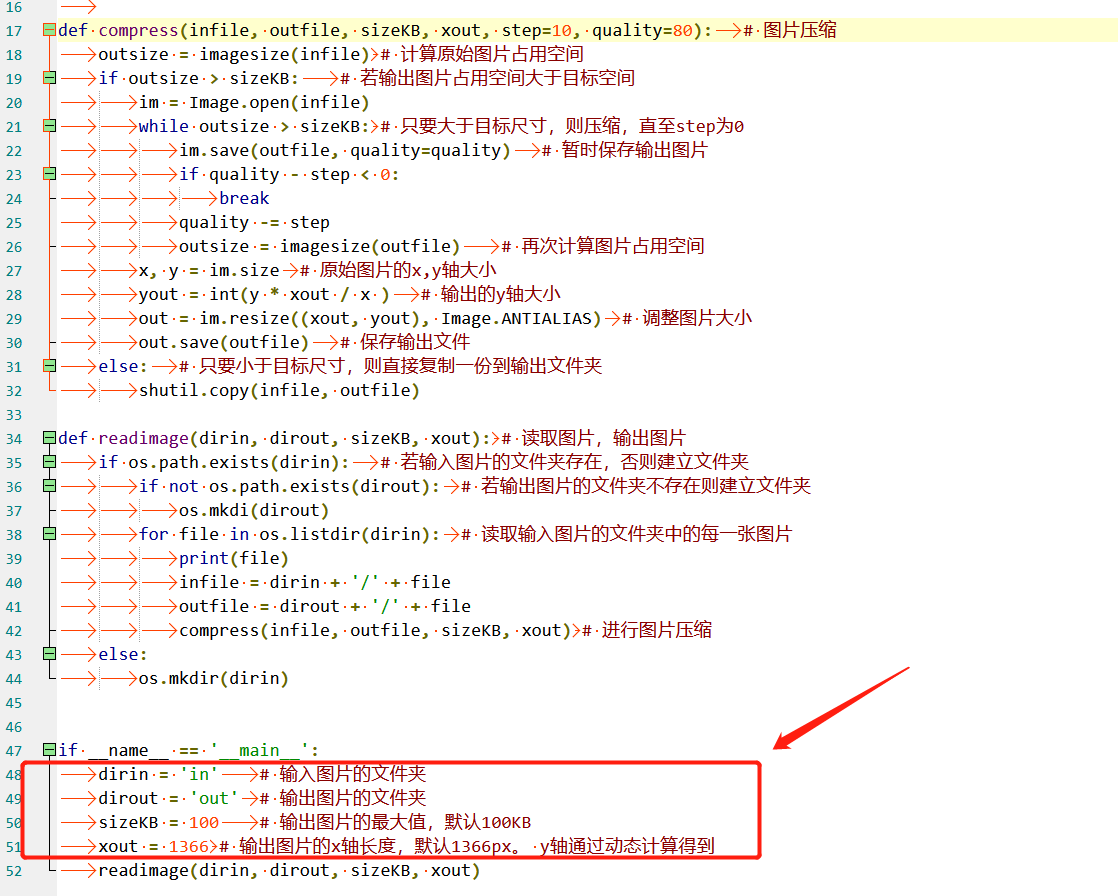 16
17 def compress(infile, outfile, sizeKB, xout, step=10, quality=80): # 图片压缩
18 outsize = imagesize(infile) # 计算原始图片占用空间
19 if outsize > sizeKB: # 若输出图片占用空间大于目标空间
20 im = Image.open(infile)
21 while outsize > sizeKB: # 只要大于目标尺寸，则压缩，直至step为0
22 im.save(outfile, quality=quality) # 暂时保存输出图片
23 if quality - step < 0:
24 break
25 quality -= step
26 outsize = imagesize(outfile) # 再次计算图片占用空间
27 x, y = im.size # 原始图片的x,y轴大小
28 yout = int(y * xout / x ) # 输出的y轴大小
29 out = im.resize((xout, yout), Image.ANTIALIAS) # 调整图片大小
30 out.save(outfile) # 保存输出文件
31 else: # 只要小于目标尺寸，则直接复制一份到输出文件夹
32 shutil.copy(infile, outfile)
33
34 def readimage(dirin, dirout, sizeKB, xout): # 读取图片，输出图片
35 if os.path.exists(dirin): # 若输入图片的文件夹存在，否则建立文件夹
36 if not os.path.exists(dirout): # 若输出图片的文件夹不存在则建立文件夹
37 os.mkdi(dirout)
38 for file in os.listdir(dirin): # 读取输入图片的文件夹中的每一张图片
39 print(file)
40 infile = dirin + '/' + file
41 outfile = dirout + '/' + file
42 compress(infile, outfile, sizeKB, xout) # 进行图片压缩
43 else:
44 os.mkdir(dirin)
45
46
47 if __name__ == '__main__':
48 dirin = 'in' # 输入图片的文件夹
49 dirout = 'out' # 输出图片的文件夹
50 sizeKB = 100 # 输出图片的最大值，默认100KB
51 xout = 1366 # 输出图片的x轴长度，默认1366px。 y轴通过动态计算得到
52 readimage(dirin, dirout, sizeKB, xout)